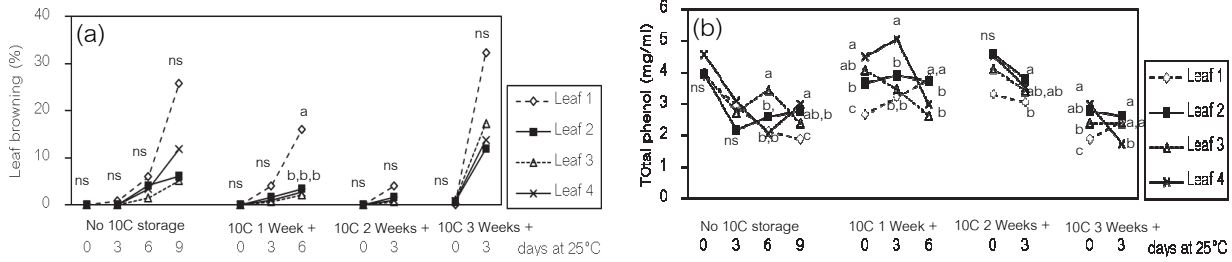 (a)
Leaf browning (%)
40
30
20
10
0
ns
ns
ns
ns
ns
ns
a
b,b,b
ns
ns
ns
ns
Leaf 1
Leaf 2
Leaf 3
Leaf 4
No 10C storage
10C 1 Week +
10C 2 Weeks +
10C 3 Weeks +
0 3 6 9
0 3 6
0 3
0 3
days at 25°C
(b)
TOtal phenol (mg/ml)
6
5
4
3
2
1
0
ns
ns
a
b,
b,b
a
ab,b
c
a
ab
b
c
a
b
b,b
a,a
b
b
ns
ab,ab
b
a
ab
b
c
a
a,a
b
Leaf 1
Leaf 2
Leaf 3
Leaf 4
No 10C storage
10C 1 Week +
10C 2 Weeks +
10C 3 Weeks +
0 3 6 9
0 3 6
0 3
0 3
days at 25°C